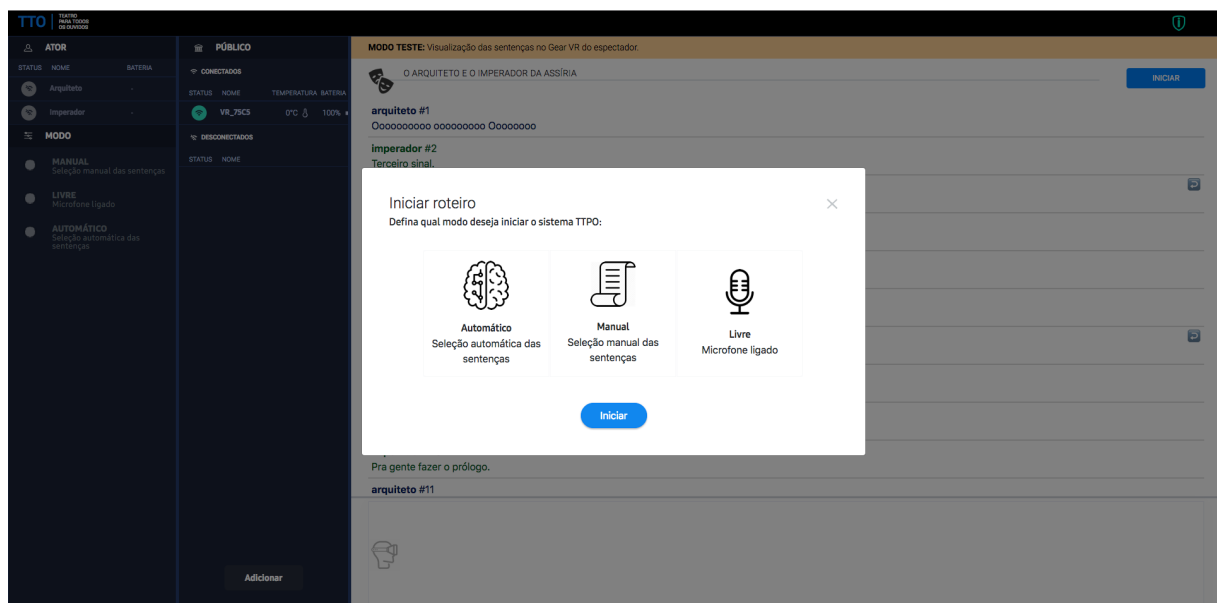 TTO
TEATRO
PARA TODOS
OS OUVIDOS
ATOR
STATUS NOME BATERIA
Arquiteto -
Imperador -
MODO
MANUAL
Seleção manual das sentenças
LIVRE
Microfone ligado
AUTOMÁTICO
Seleção automática das
sentenças
PÚBLICO
CONECTADOS
STATUS NOME TEMPERATURA BATERIA
VR_75C5 0°C 100%
DESCONECTADOS
STATUS NOME
Adicionar
MODO TESTE: Visualização das sentenças no Gear VR do espectador.
O ARQUITETO E O IMPERADOR DA ASSÍRIA
INICIAR
arquiteto #1
Oooooooooo ooooooooo Oooooooo
imperador #2
Terceiro sinal.
Iniciar roteiro
Defina qual modo deseja iniciar o sistema TTPO:
Automático
Seleção automática das
sentenças
Manual
Seleção manual das
sentenças
Livre
Microfone ligado
Iniciar
Pra gente fazer o prólogo.
arquiteto #11